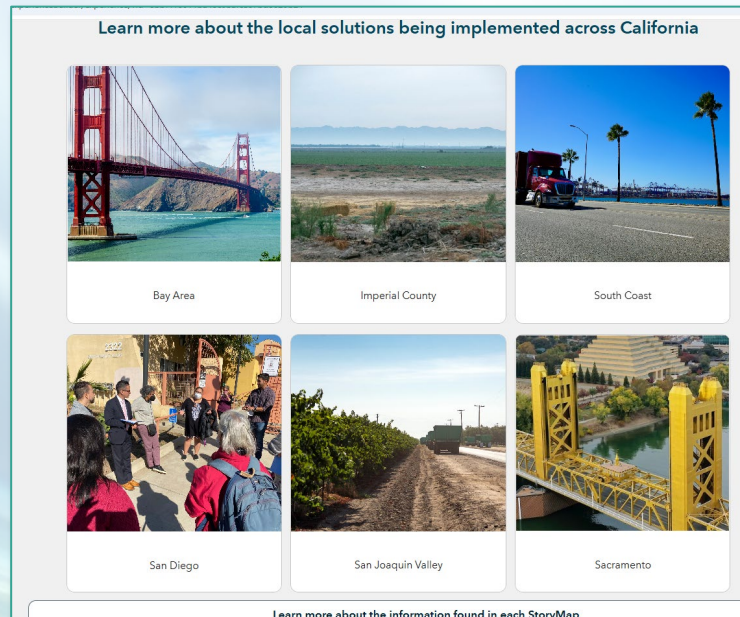 Learn more about the local solutions being implemented across California
Bay Area
Imperial County
South Coast
San Diego
San Joaquin Valley
Sacramento
Learn more about the information found in each StoryMap